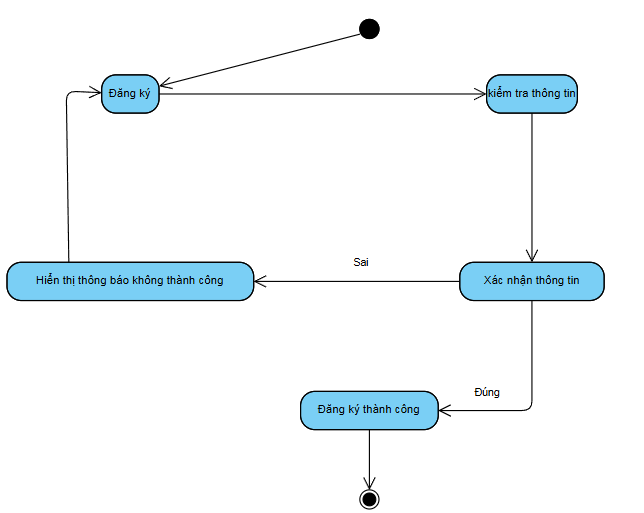 Đăng ký
kiểm tra thông tin
Sai
Hiển thị thông báo không thành công
Xác nhận thông tin
Đúng
Đăng ký thành công